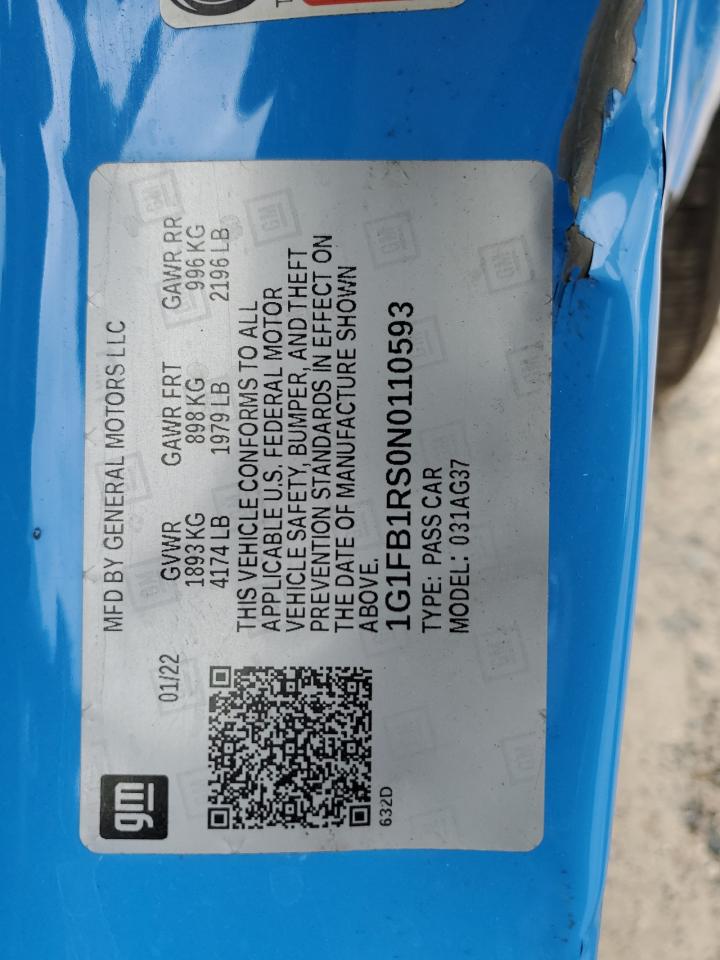 gm
MFD BY GENERAL MOTORS LLC
01/22
GVWR GAWR FRT GAWR RR
1893 KG 898 KG 996 KG
4174 LB 1979 LB 2196 LB
THIS VEHICLE CONFORMS TO ALL
APPLICABLE U.S. FEDERAL MOTOR
VEHICLE SAFETY, BUMPER, AND THEFT
PREVENTION STANDARDS IN EFFECT ON
THE DATE OF MANUFACTURE SHOWN
ABOVE.
1G1FB1RS0N0110593
TYPE: PASS CAR
MODEL: 031AG37
632D